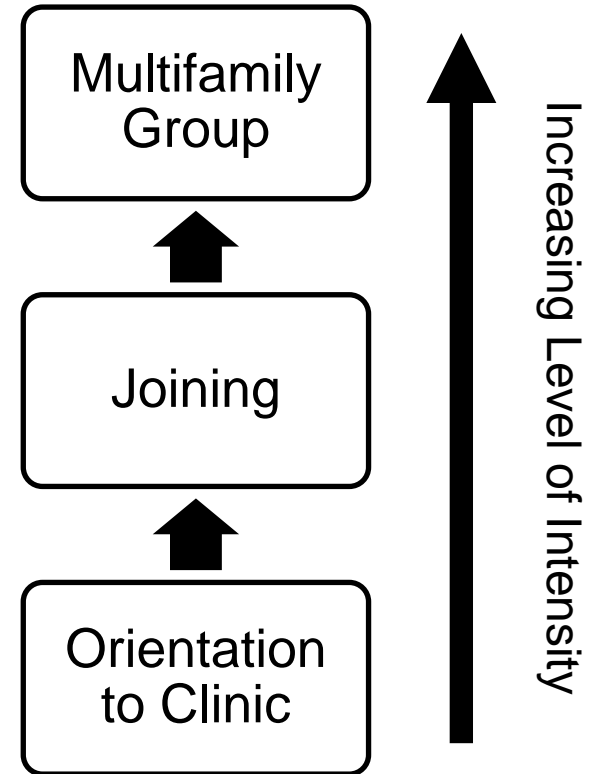 Multifamily
Group
Joining
Orientation
to Clinic
Increasing Level of Intensity